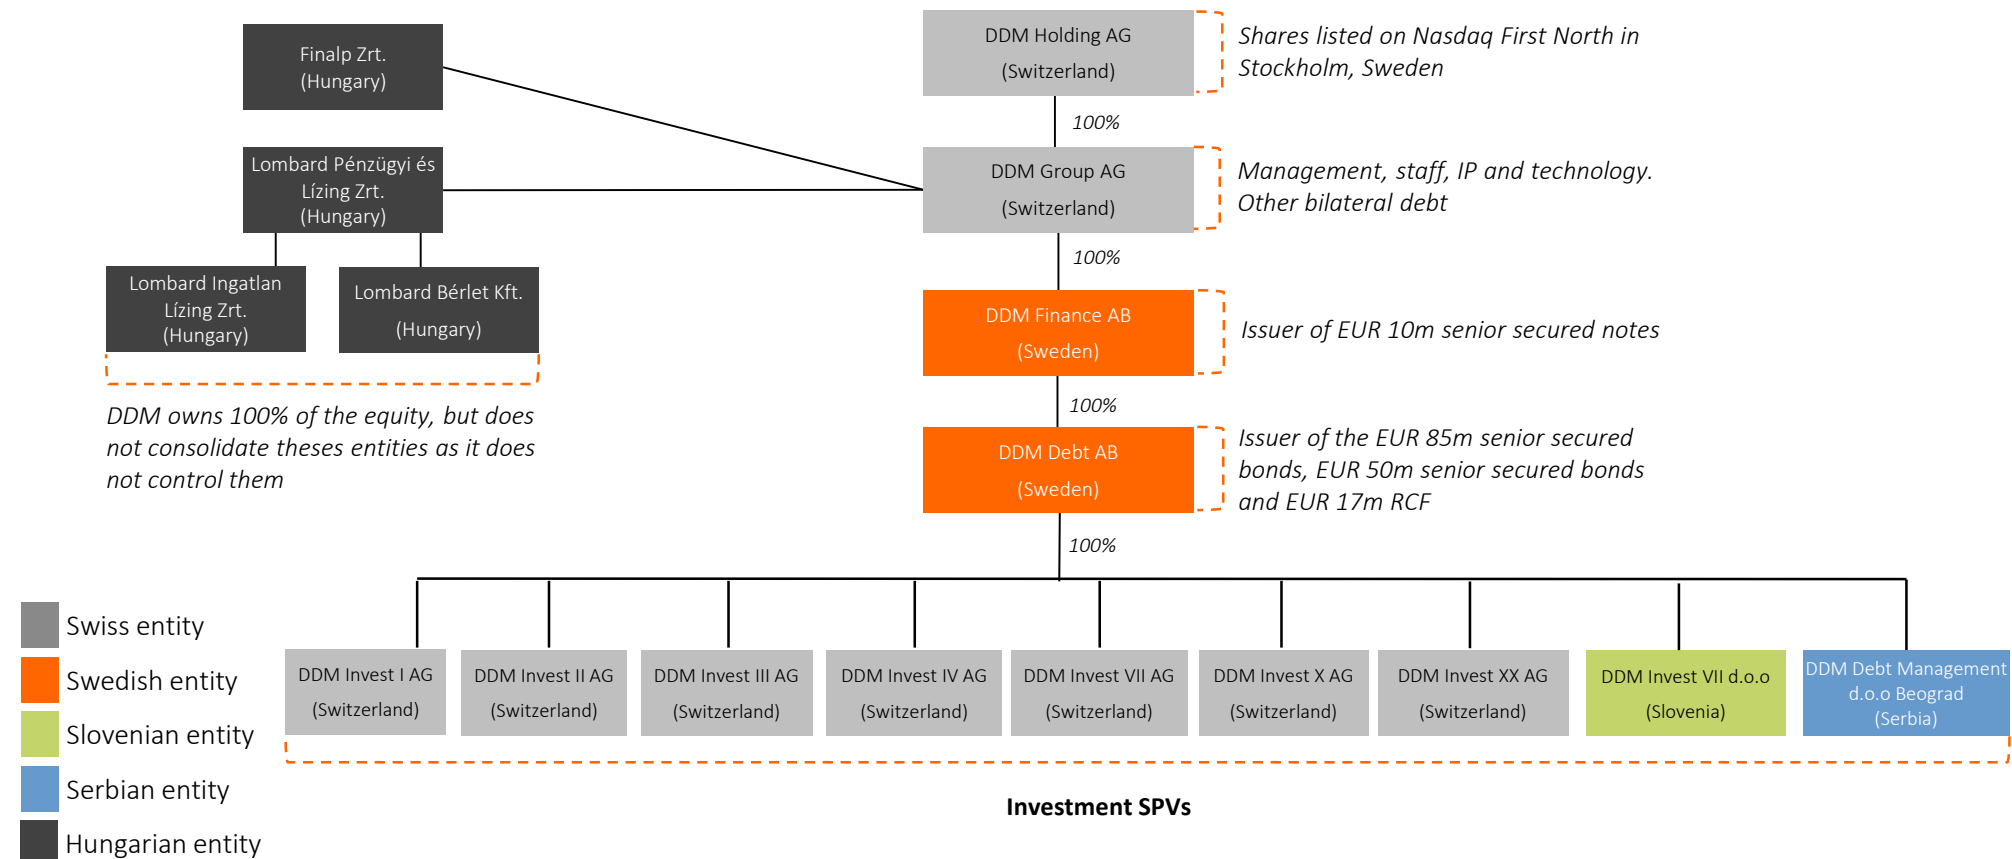 Finalp Zrt.
(Hungary)
DDM Holding AG
(Switzerland)
Shares listed on Nasdaq First North in
Stockholm, Sweden
100%
Lombard Pénzügyi és
Lízing Zrt.
(Hungary)
DDM Group AG
(Switzerland)
Management, staff, IP and technology.
Other bilateral debt
100%
Lombard Ingatlan
Lízing Zrt.
(Hungary)
Lombard Bérlet Kft.
(Hungary)
DDM owns 100% of the equity, but does
not consolidate theses entities as it does
not control them
DDM Finance AB
(Sweden)
Issuer of EUR 10m senior secured notes
100%
DDM Debt AB
(Sweden)
Issuer of the EUR 85m senior secured
bonds, EUR 50m senior secured bonds
and EUR 17m RCF
100%
Swiss entity
Swedish entity
Slovenian entity
Serbian entity
Hungarian entity
DDM Invest I AG
(Switzerland)
DDM Invest II AG
(Switzerland)
DDM Invest III AG
(Switzerland)
DDM Invest IV AG
(Switzerland)
DDM Invest VII AG
(Switzerland)
DDM Invest X AG
(Switzerland)
DDM Invest XX AG
(Switzerland)
DDM Invest VII d.o.o
(Slovenia)
DDM Debt Management
d.o.o Beograd
(Serbia)
Investment SPVs